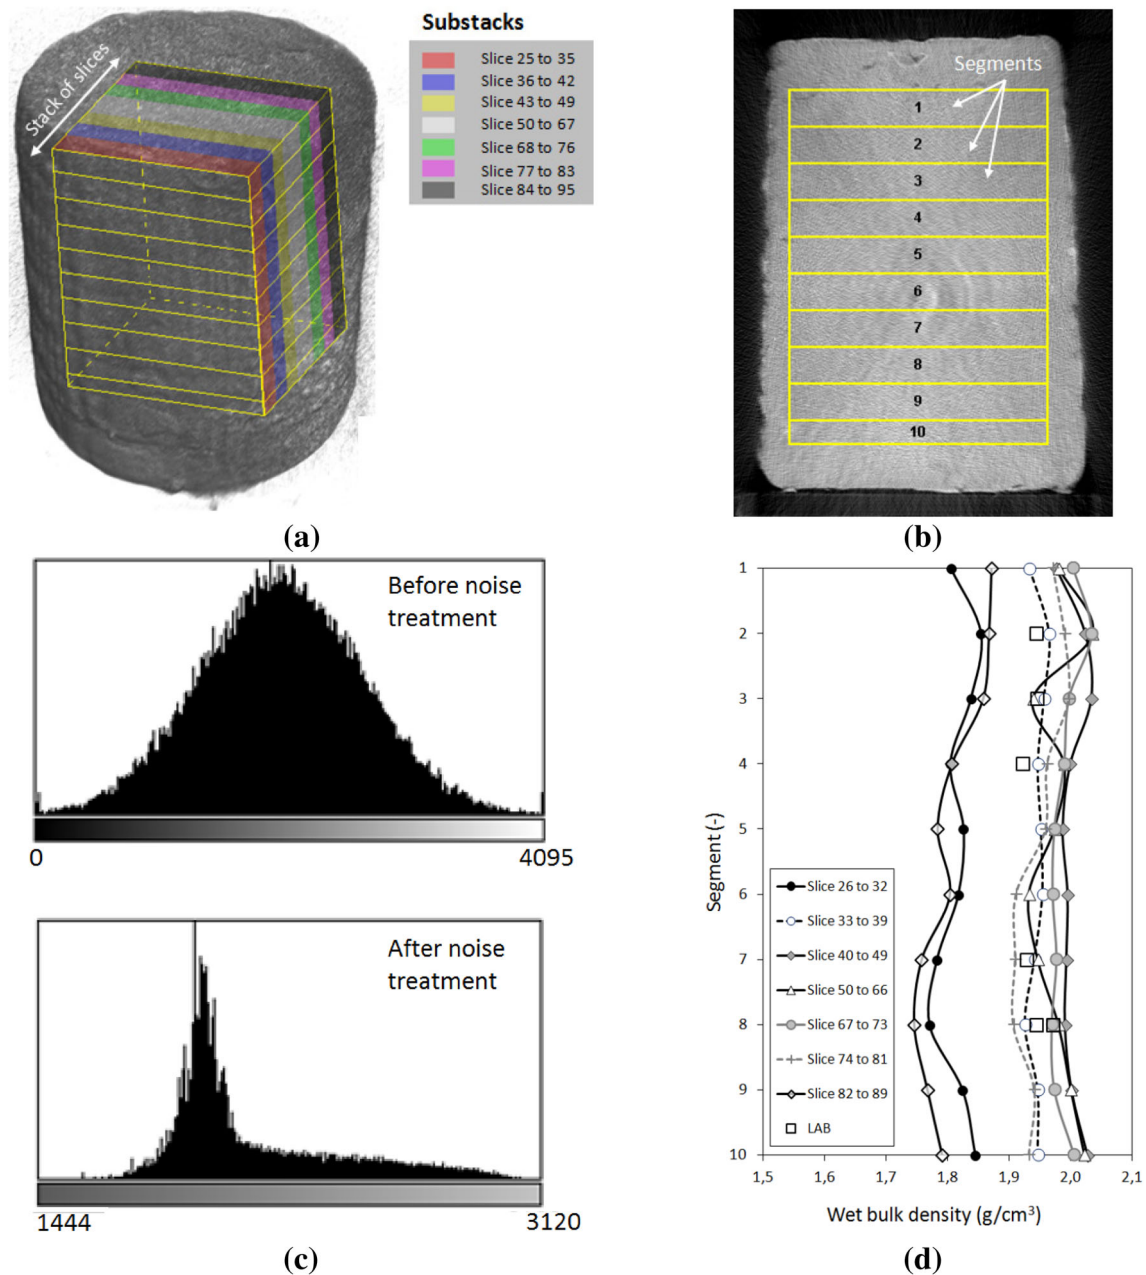 Substacks
Stack of slices
Slice 25 to 35
Slice 36 to 42
Slice 43 to 49
Slice 50 to 67
Slice 68 to 76
Slice 77 to 83
Slice 84 to 95
(a)
Segments
1
2
3
4
5
6
7
8
9
10
(b)
Before noise
treatment
0 4095
After noise
treatment
1444 3120
(c)
Segment (-)
1
2
3
4
5
6
7
8
9
10
Slice 26 to 32
Slice 33 to 39
Slice 40 to 49
Slice 50 to 66
Slice 67 to 73
Slice 74 to 81
Slice 82 to 89
LAB
1,5 1,6 1,7 1,8 1,9 2,0 2,1
Wet bulk density (g/cm³)
(d)